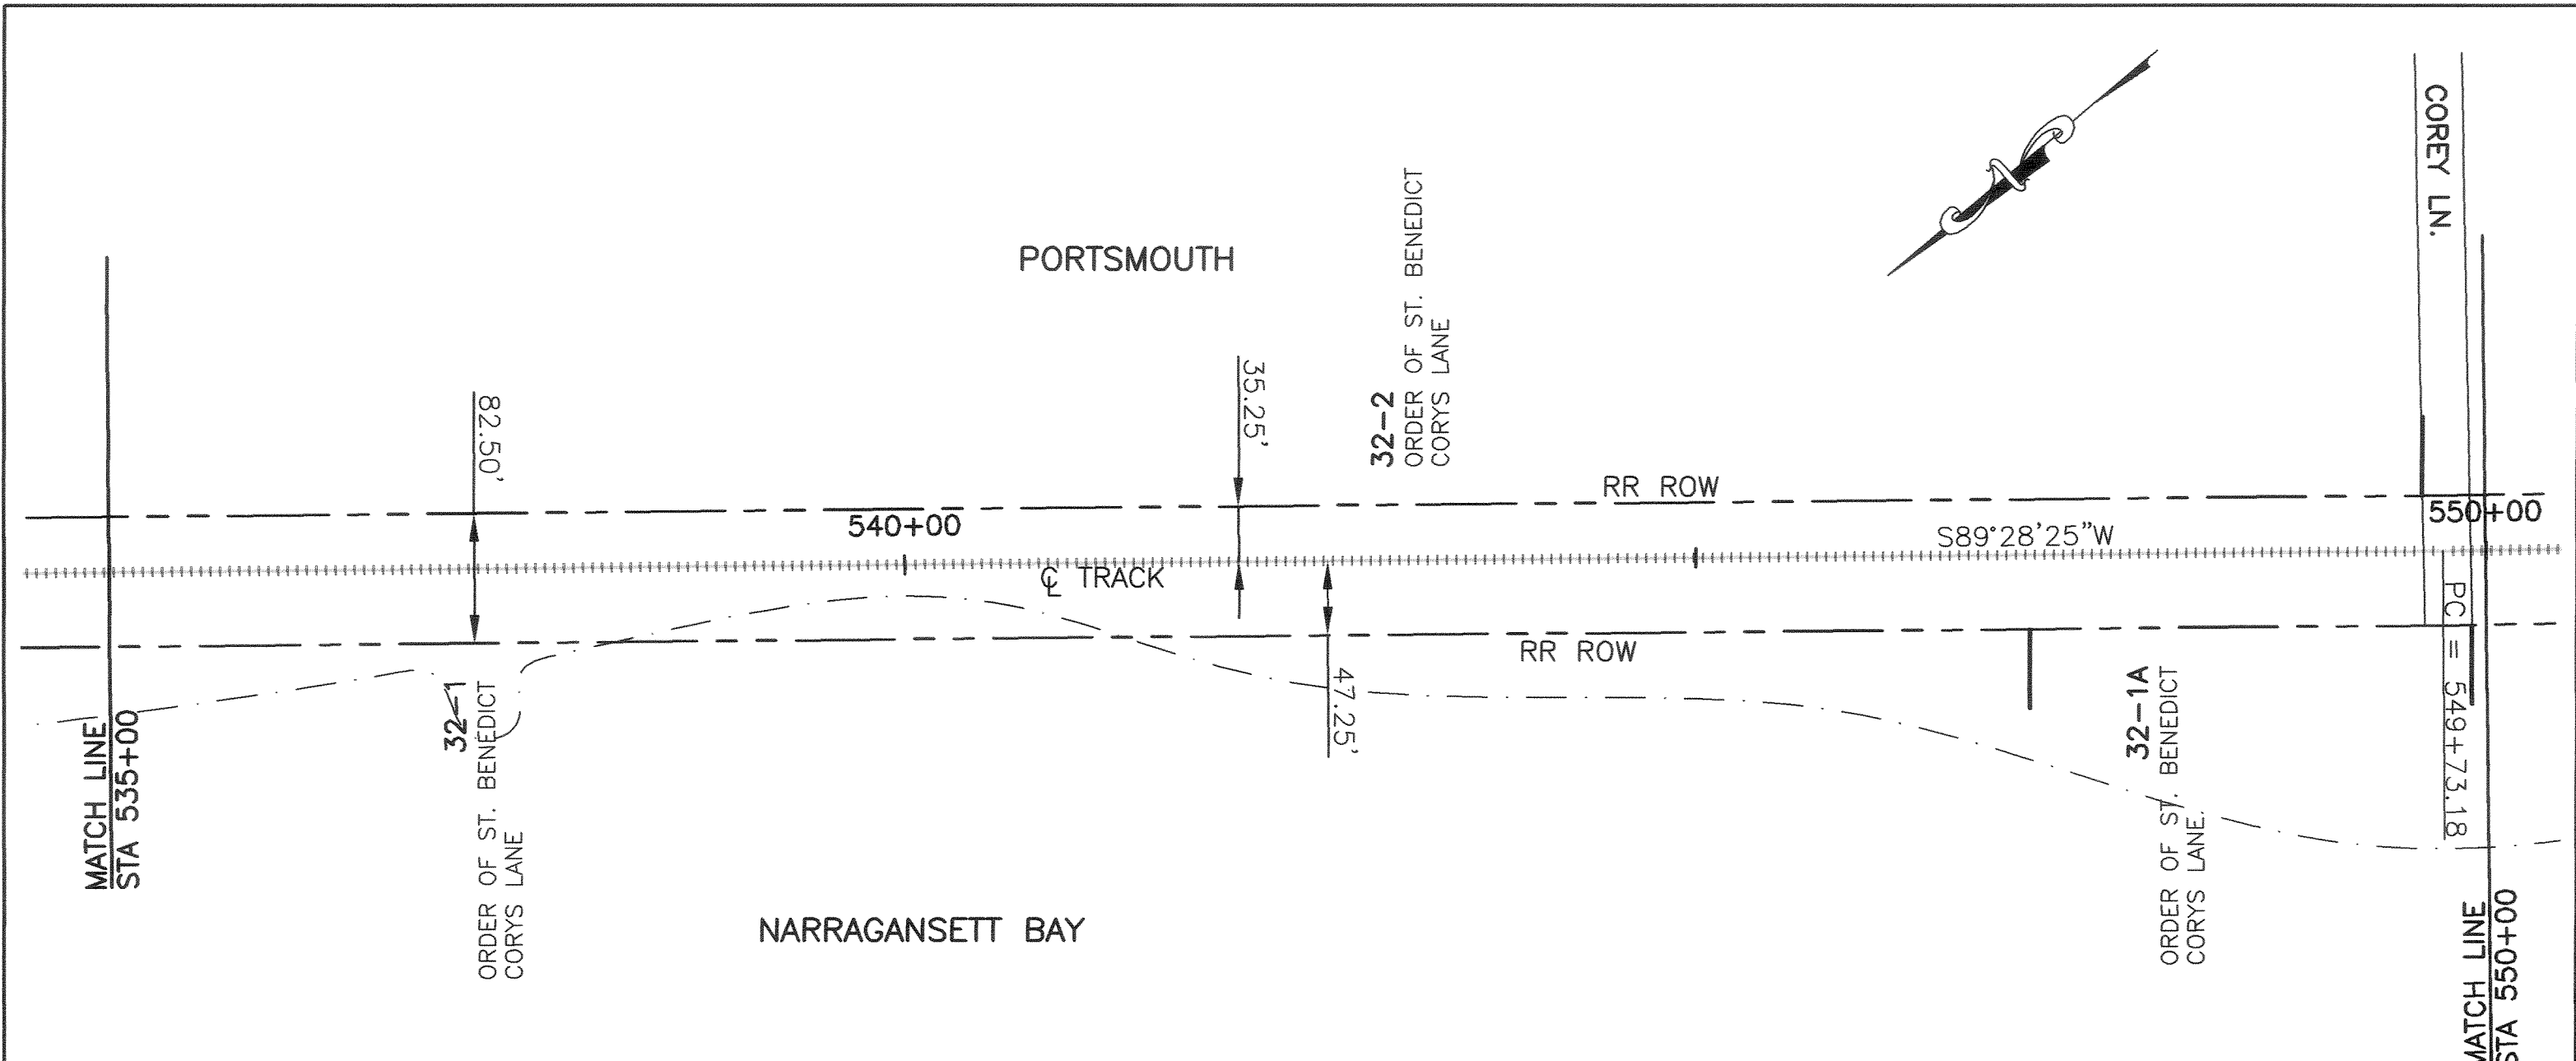 COREY LN.
PORTSMOUTH
32-2
ORDER OF ST. BENEDICT
CORYS LANE
82.50'
35.25'
RR ROW
540+00
550+00
S89°28'25"W
℄ TRACK
RR ROW
PC = 549+73.18
47.25'
32-1
ORDER OF ST. BENEDICT
CORYS LANE
32-1A
ORDER OF ST. BENEDICT
CORYS LANE.
MATCH LINE
STA 535+00
NARRAGANSETT BAY
MATCH LINE
STA 550+00
N